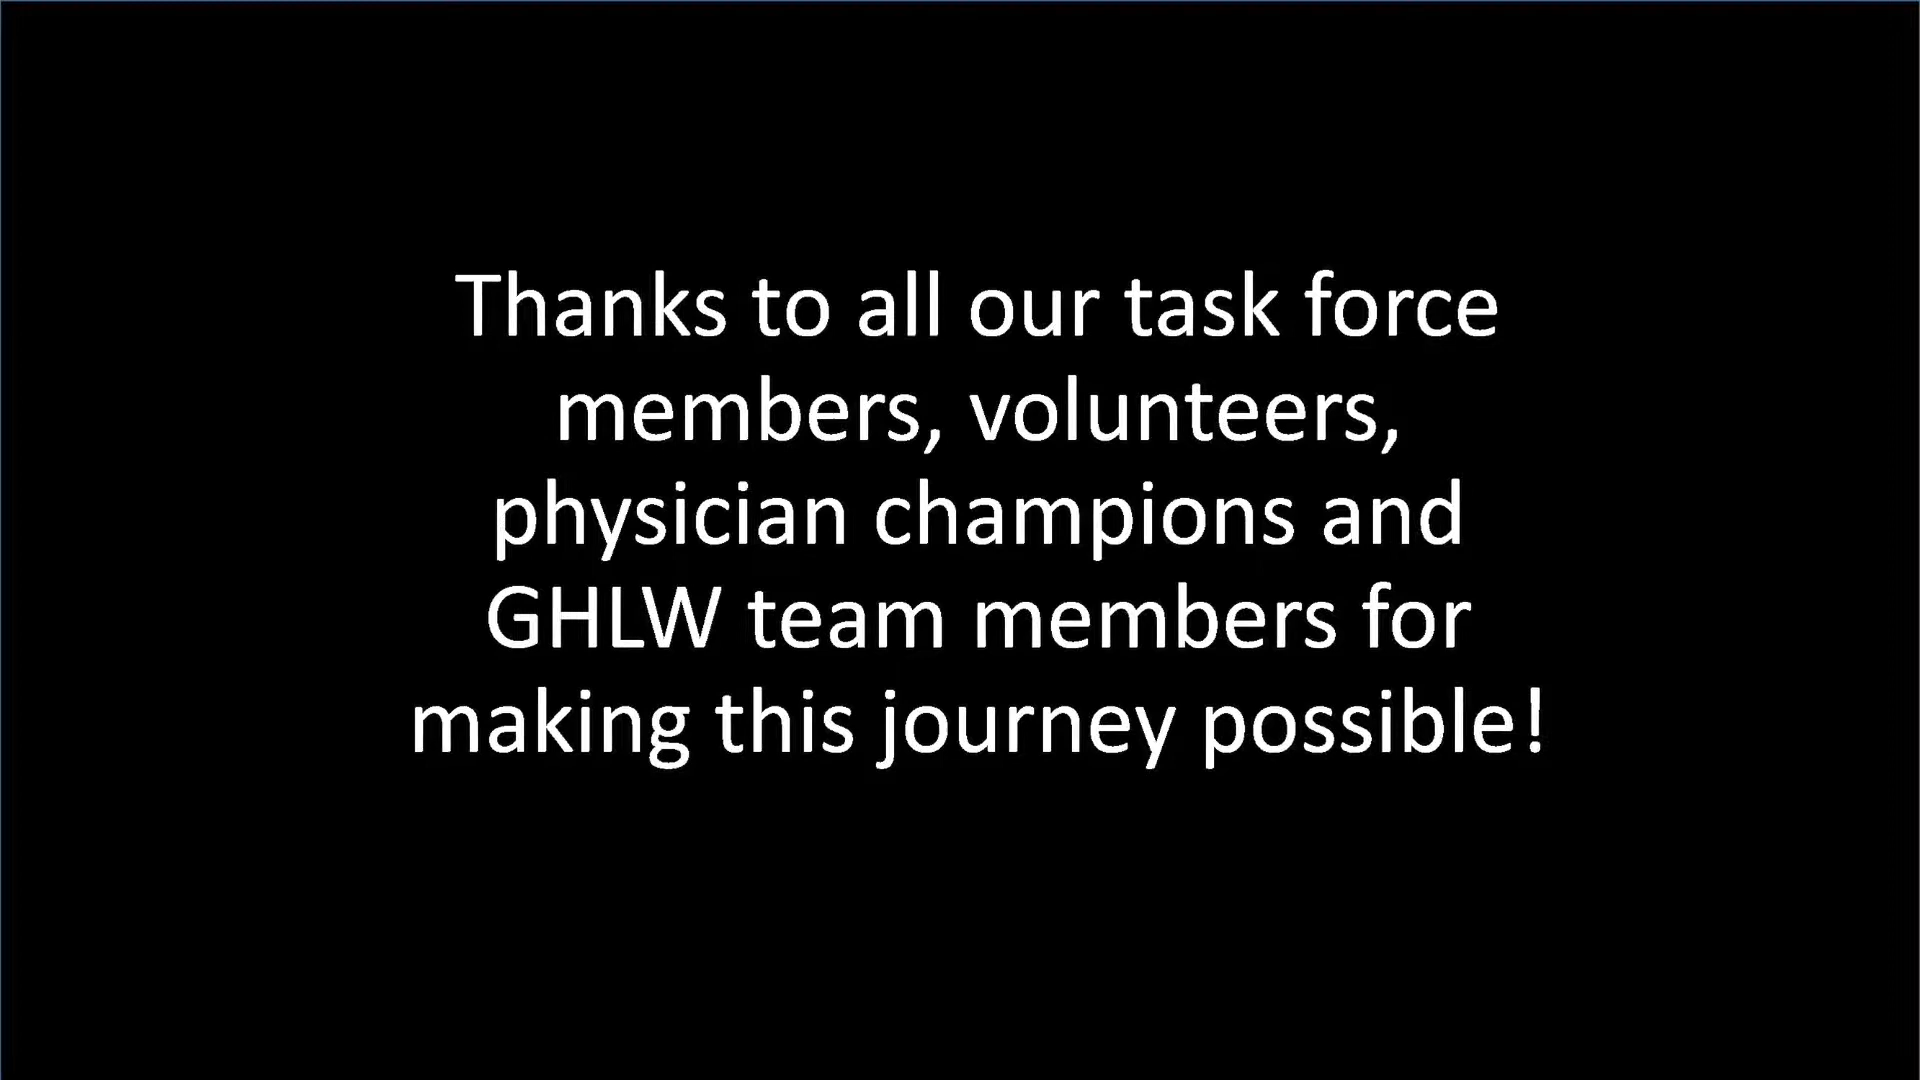 Thanks to all our task force
members, volunteers,
physician champions and
GHLW team members for
making this journey possible!